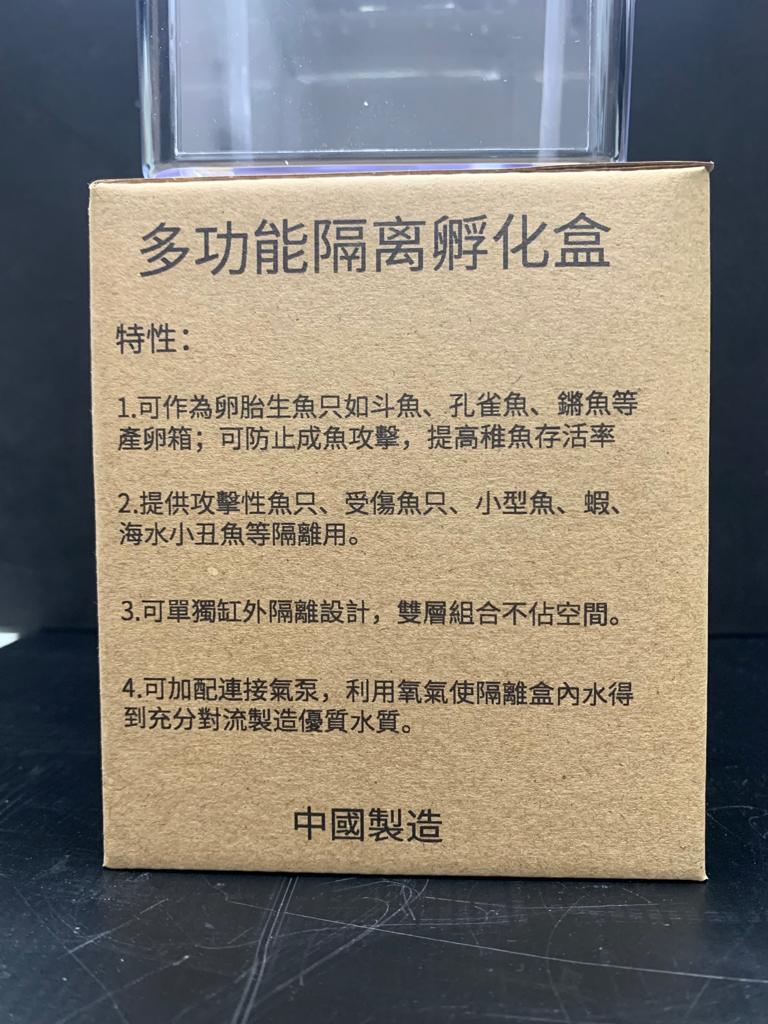 多功能隔离孵化盒
特性：
1.可作為卵胎生魚只如斗魚、孔雀魚、鏘魚等
產卵箱；可防止成魚攻擊，提高稚魚存活率
2.提供攻擊性魚只、受傷魚只、小型魚、蝦、
海水小丑魚等隔離用。
3.可單獨缸外隔離設計，雙層組合不佔空間。
4.可加配連接氣泵，利用氧氣使隔離盒內水得
到充分對流製造優質水質。
中國製造